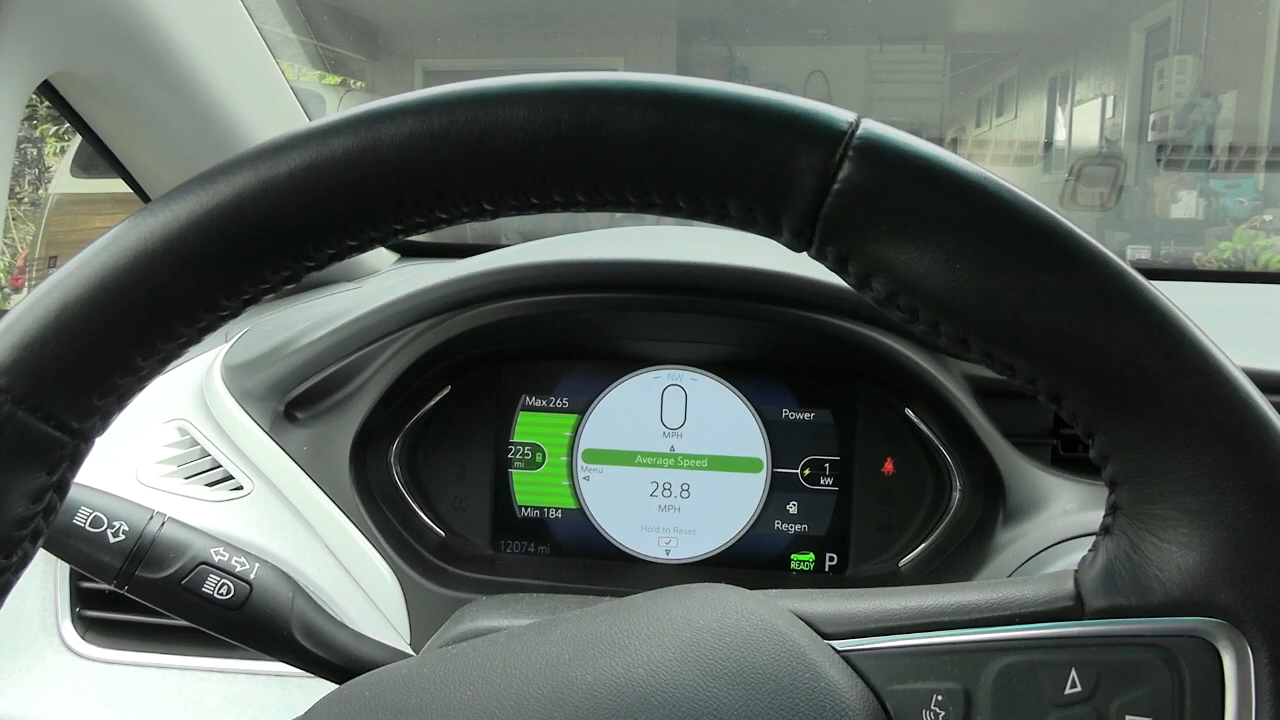 NW
0
MPH
Max 265
225
mi
Min 184
Average Speed
Menu
28.8
MPH
Hold to Reset
Power
1
kW
Regen
12074 mi
READY
P
A